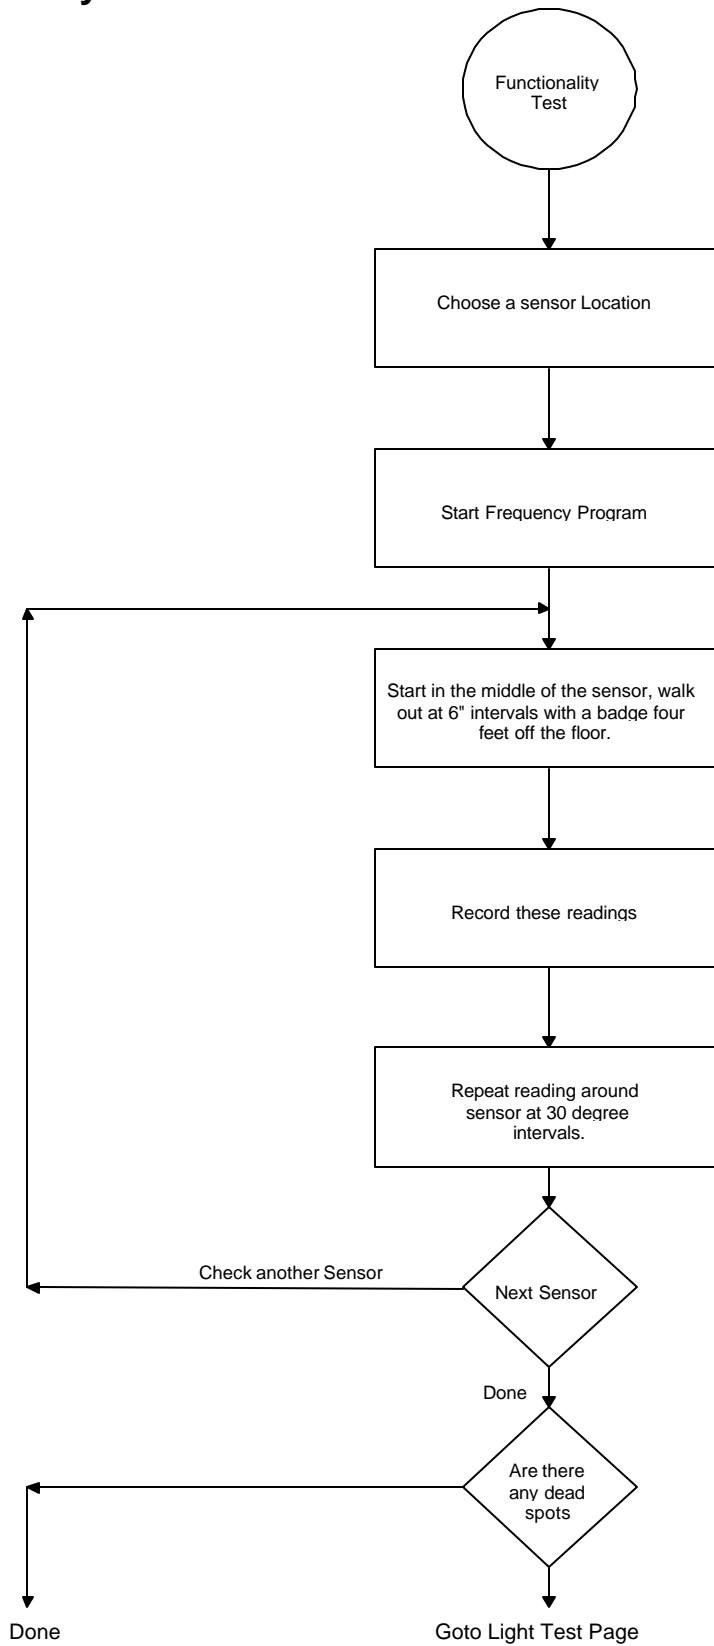 Functionality
Test
Choose a sensor Location
Start Frequency Program
Start in the middle of the sensor, walk
out at 6" intervals with a badge four
feet off the floor.
Record these readings
Repeat reading around
sensor at 30 degree
intervals.
Check another Sensor
Next Sensor
Done
Are there
any dead
spots
Done
Goto Light Test Page